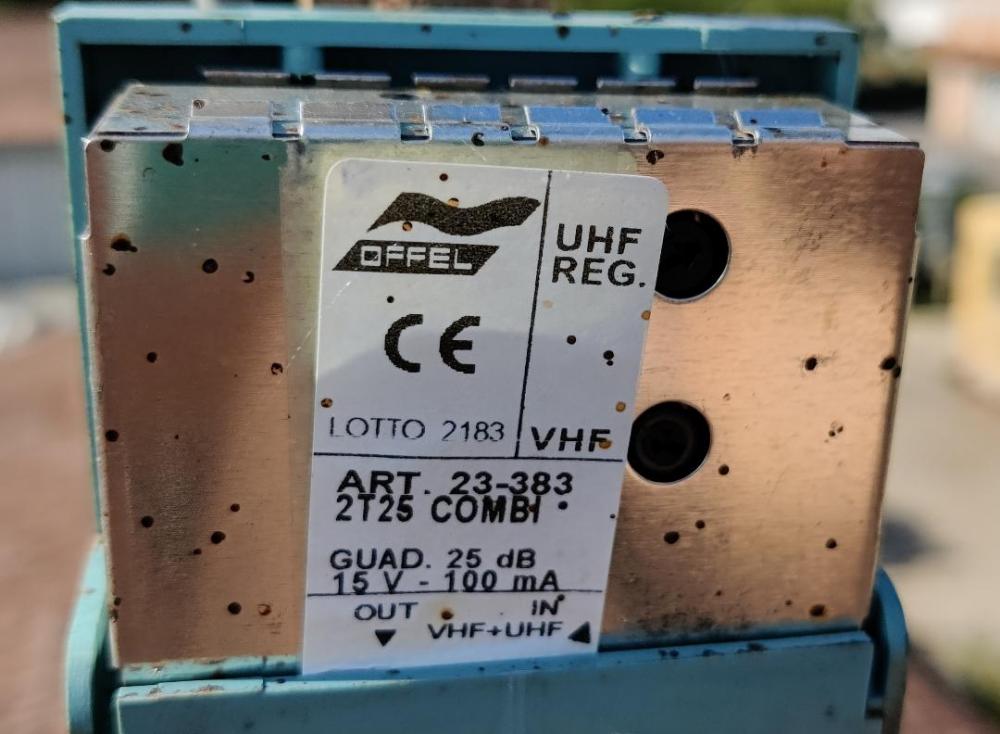 OFFEL
CE
UHF
REG.
LOTTO 2183
VHF
ART. 23-383
2T25 COMBI
GUAD. 25 dB
15 V - 100 mA
OUT
IN
VHF+UHF